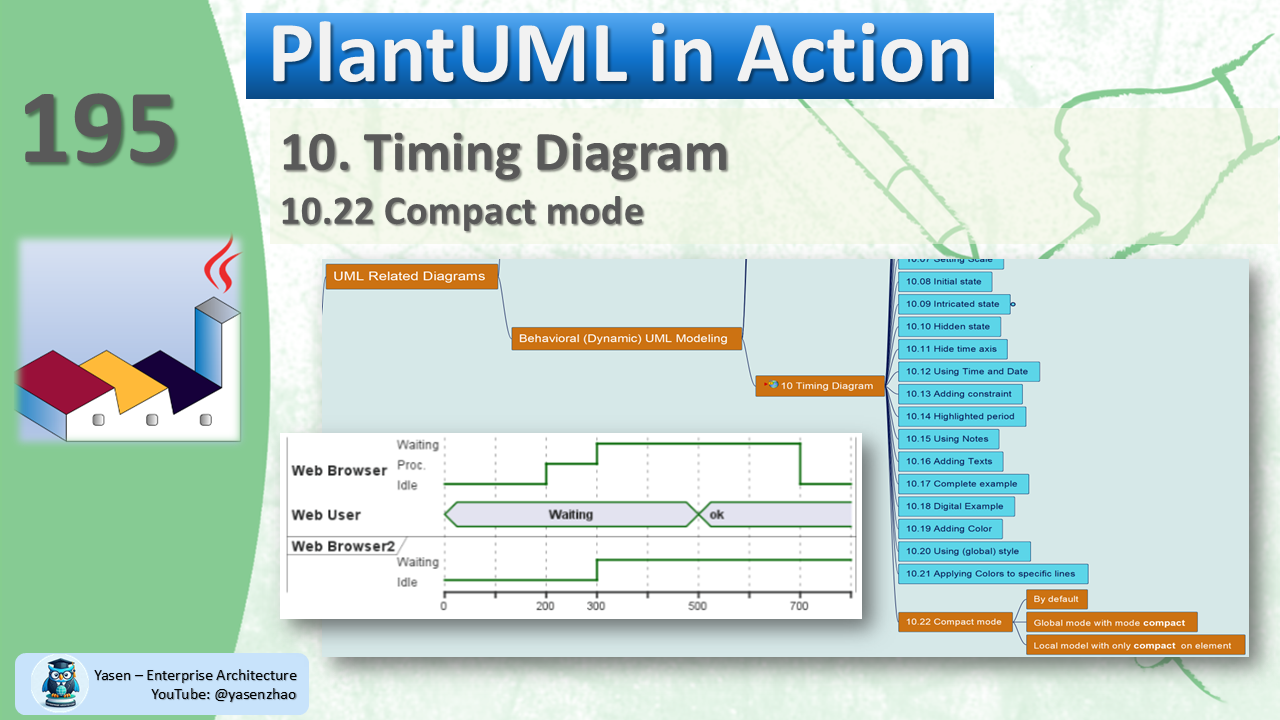 PlantUML in Action
195
10. Timing Diagram
10.22 Compact mode
UML Related Diagrams
Behavioral (Dynamic) UML Modeling
10 Timing Diagram
10.07 Setting Scale
10.08 Initial state
10.09 Intricated state
10.10 Hidden state
10.11 Hide time axis
10.12 Using Time and Date
10.13 Adding constraint
10.14 Highlighted period
10.15 Using Notes
10.16 Adding Texts
10.17 Complete example
10.18 Digital Example
10.19 Adding Color
10.20 Using (global) style
10.21 Applying Colors to specific lines
10.22 Compact mode
By default
Global mode with mode compact
Local model with only compact on element
Waiting
Web Browser Proc.
Idle
Web User Waiting ok
Web Browser2
Waiting
Idle
0 200 300 500 700
Yasen – Enterprise Architecture
YouTube: @yasenzhao